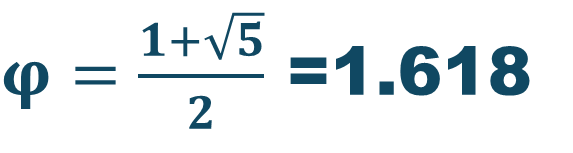 φ = (1+√5)/2 =1.618